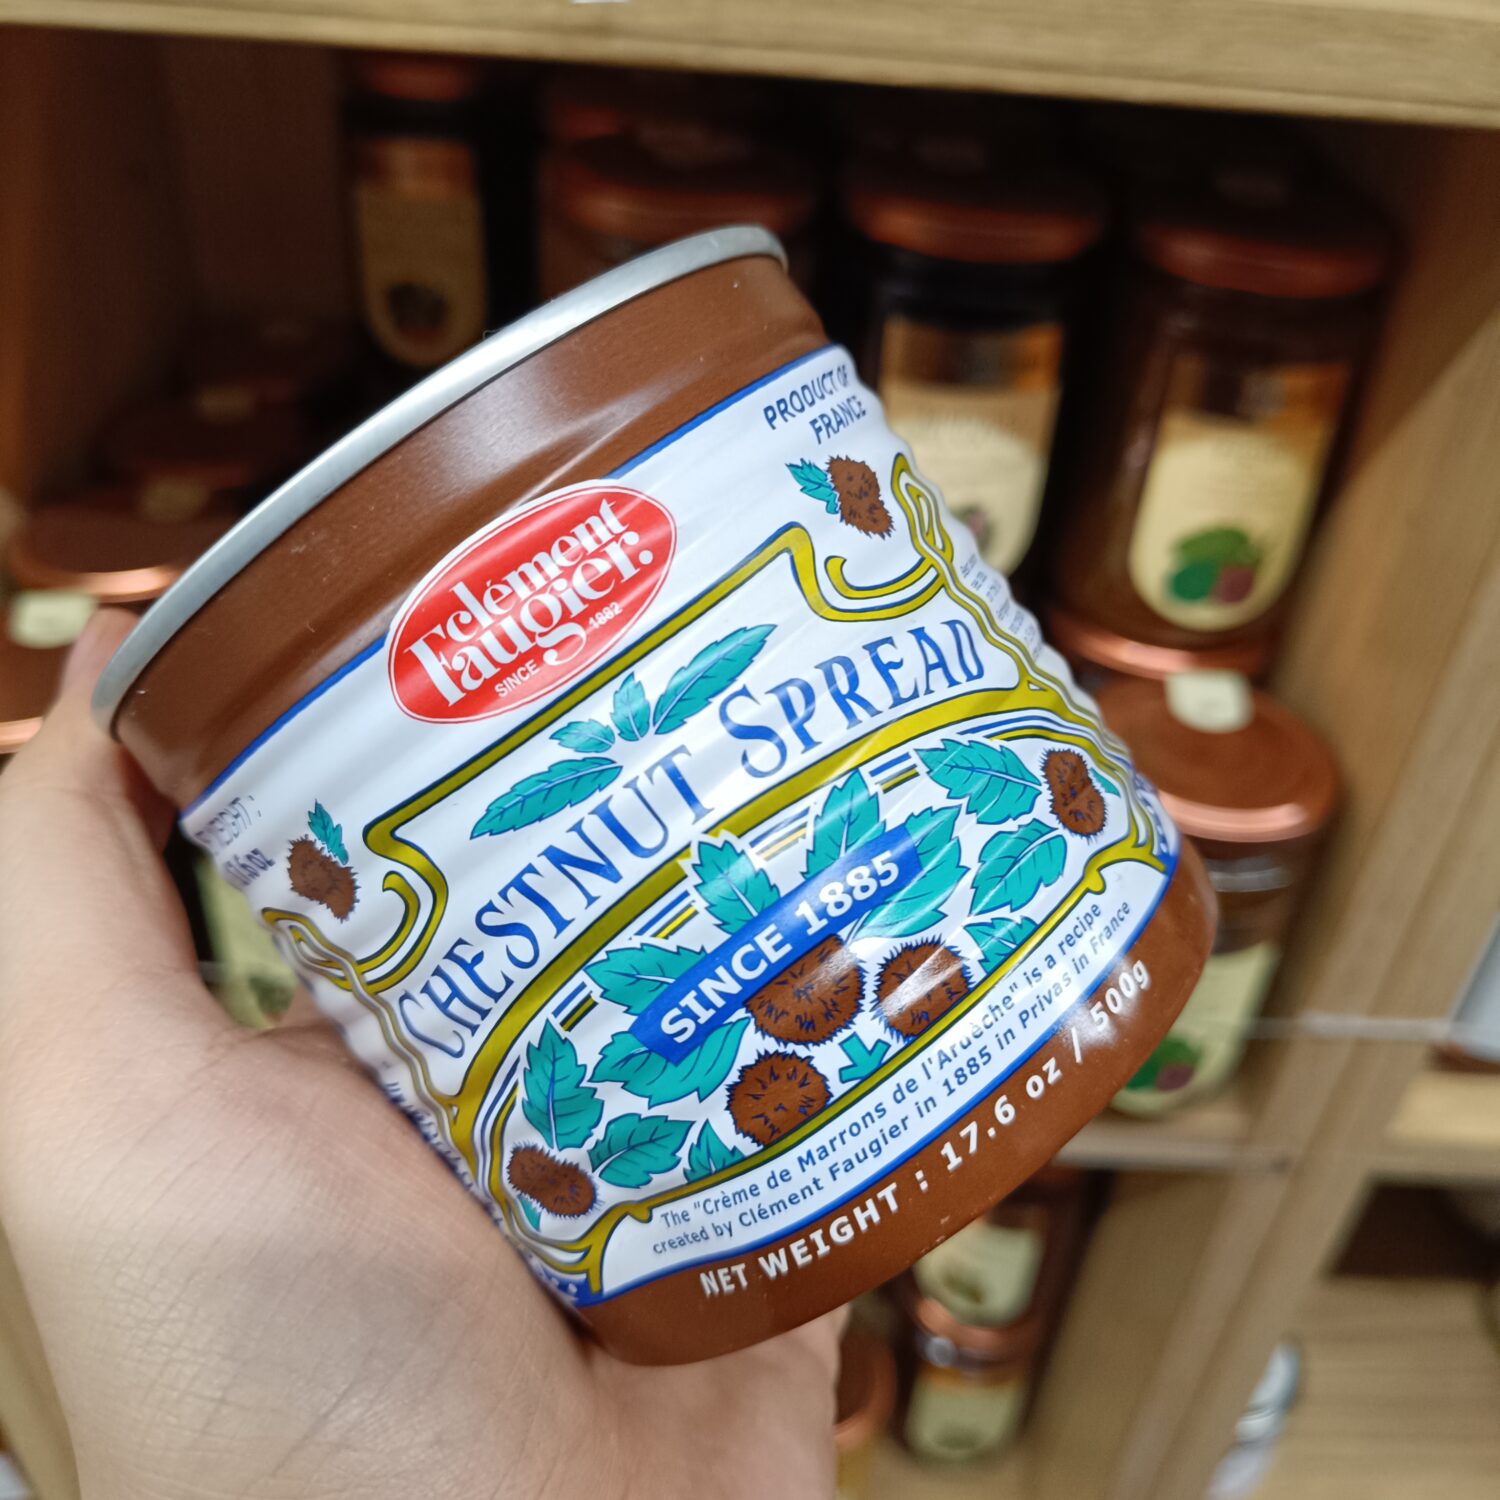 PRODUCT OF
FRANCE
clément
Faugier.
SINCE 1882
CHESTNUT SPREAD
SINCE 1885
The "Crème de Marrons de l'Ardèche" is a recipe
created by Clément Faugier in 1885 in Privas in France
NET WEIGHT : 17.6 oz / 500g